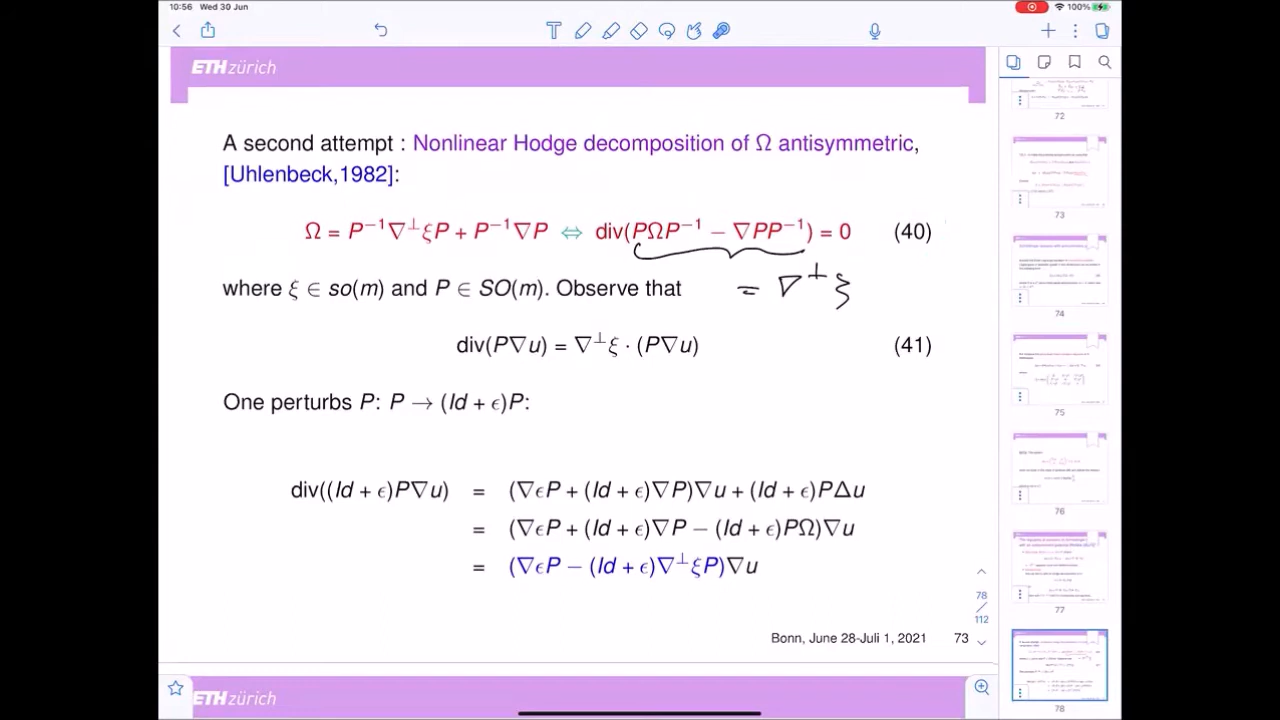 10:56 Wed 30 Jun
100%
ETH zürich
A second attempt : Nonlinear Hodge decomposition of Ω antisymmetric,
[Uhlenbeck,1982]:
Ω = P⁻¹∇⊥ξP + P⁻¹∇P ⇔ div(PΩP⁻¹ − ∇PP⁻¹) = 0 (40)
where ξ ∈ so(m) and P ∈ SO(m). Observe that = ∇⊥ξ
div(P∇u) = ∇⊥ξ · (P∇u) (41)
One perturbs P: P → (Id + ϵ)P:
div((Id + ϵ)P∇u) = (∇ϵP + (Id + ϵ)∇P)∇u + (Id + ϵ)PΔu
= (∇ϵP + (Id + ϵ)∇P − (Id + ϵ)PΩ)∇u
= (∇ϵP − (Id + ϵ)∇⊥ξP)∇u
Bonn, June 28-Juli 1, 2021 73
78
/
112
ETH zürich
72
73
74
75
76
77
78